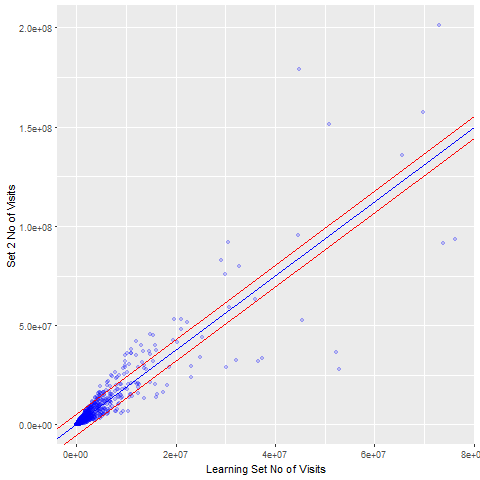 2.0e+08
1.5e+08
1.0e+08
5.0e+07
0.0e+00
Set 2 No of Visits
0e+00 2e+07 4e+07 6e+07 8e+0
Learning Set No of Visits